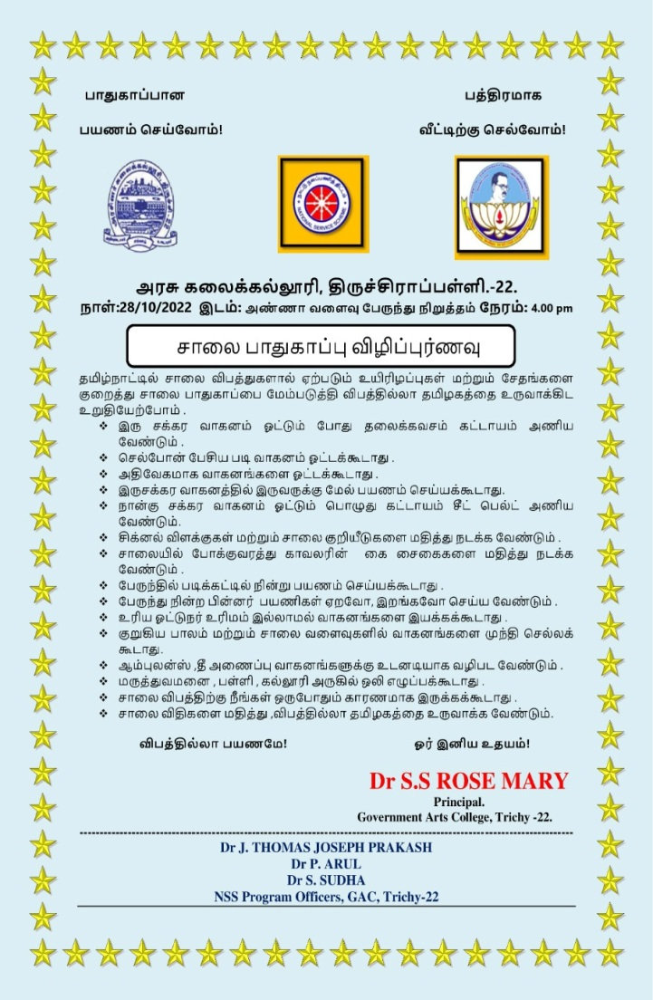 பாதுகாப்பான பத்திரமாக
பயணம் செய்வோம்! வீட்டிற்கு செல்வோம்!
NATIONAL SERVICE SCHEME
அரசு கலைக்கல்லூரி, திருச்சிராப்பள்ளி.-22.
நாள்:28/10/2022 இடம்: அண்ணா வளைவு பேருந்து நிறுத்தம் நேரம்: 4.00 pm
சாலை பாதுகாப்பு விழிப்புர்ணவு
தமிழ்நாட்டில் சாலை விபத்துகளால் ஏற்படும் உயிரிழப்புகள் மற்றும் சேதங்களை
குறைத்து சாலை பாதுகாப்பை மேம்படுத்தி விபத்தில்லா தமிழகத்தை உருவாக்கிட
உறுதியேற்போம் .
❖ இரு சக்கர வாகனம் ஓட்டும் போது தலைக்கவசம் கட்டாயம் அணிய
வேண்டும் .
❖ செல்போன் பேசிய படி வாகனம் ஓட்டக்கூடாது .
❖ அதிவேகமாக வாகனங்களை ஓட்டக்கூடாது .
❖ இருசக்கர வாகனத்தில் இருவருக்கு மேல் பயணம் செய்யக்கூடாது.
❖ நான்கு சக்கர வாகனம் ஓட்டும் பொழுது கட்டாயம் சீட் பெல்ட் அணிய
வேண்டும்.
❖ சிக்னல் விளக்குகள் மற்றும் சாலை குறியீடுகளை மதித்து நடக்க வேண்டும் .
❖ சாலையில் போக்குவரத்து காவலரின் கை சைகைகளை மதித்து நடக்க
வேண்டும் .
❖ பேருந்தில் படிக்கட்டில் நின்று பயணம் செய்யக்கூடாது .
❖ பேருந்து நின்ற பின்னர் பயணிகள் ஏறவோ, இறங்கவோ செய்ய வேண்டும் .
❖ உரிய ஓட்டுநர் உரிமம் இல்லாமல் வாகனங்களை இயக்கக்கூடாது .
❖ குறுகிய பாலம் மற்றும் சாலை வளைவுகளில் வாகனங்களை முந்தி செல்லக்
கூடாது.
❖ ஆம்புலன்ஸ் ,தீ அணைப்பு வாகனங்களுக்கு உடனடியாக வழிபட வேண்டும் .
❖ மருத்துவமனை , பள்ளி , கல்லூரி அருகில் ஒலி எழுப்பக்கூடாது .
❖ சாலை விபத்திற்கு நீங்கள் ஒருபோதும் காரணமாக இருக்கக்கூடாது .
❖ சாலை விதிகளை மதித்து ,விபத்தில்லா தமிழகத்தை உருவாக்க வேண்டும்.
விபத்தில்லா பயணமே! ஓர் இனிய உதயம்!
Dr S.S ROSE MARY
Principal.
Government Arts College, Trichy -22.
Dr J. THOMAS JOSEPH PRAKASH
Dr P. ARUL
Dr S. SUDHA
NSS Program Officers, GAC, Trichy-22